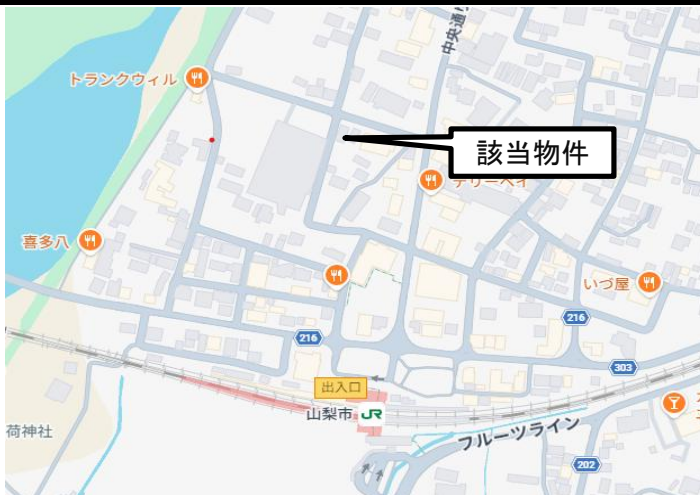 中央通り
トランクウィル
該当物件
テリーベイ
喜多八
いづ屋
216
216
303
出入口
山梨市 JR
フルーツライン
荷神社
202